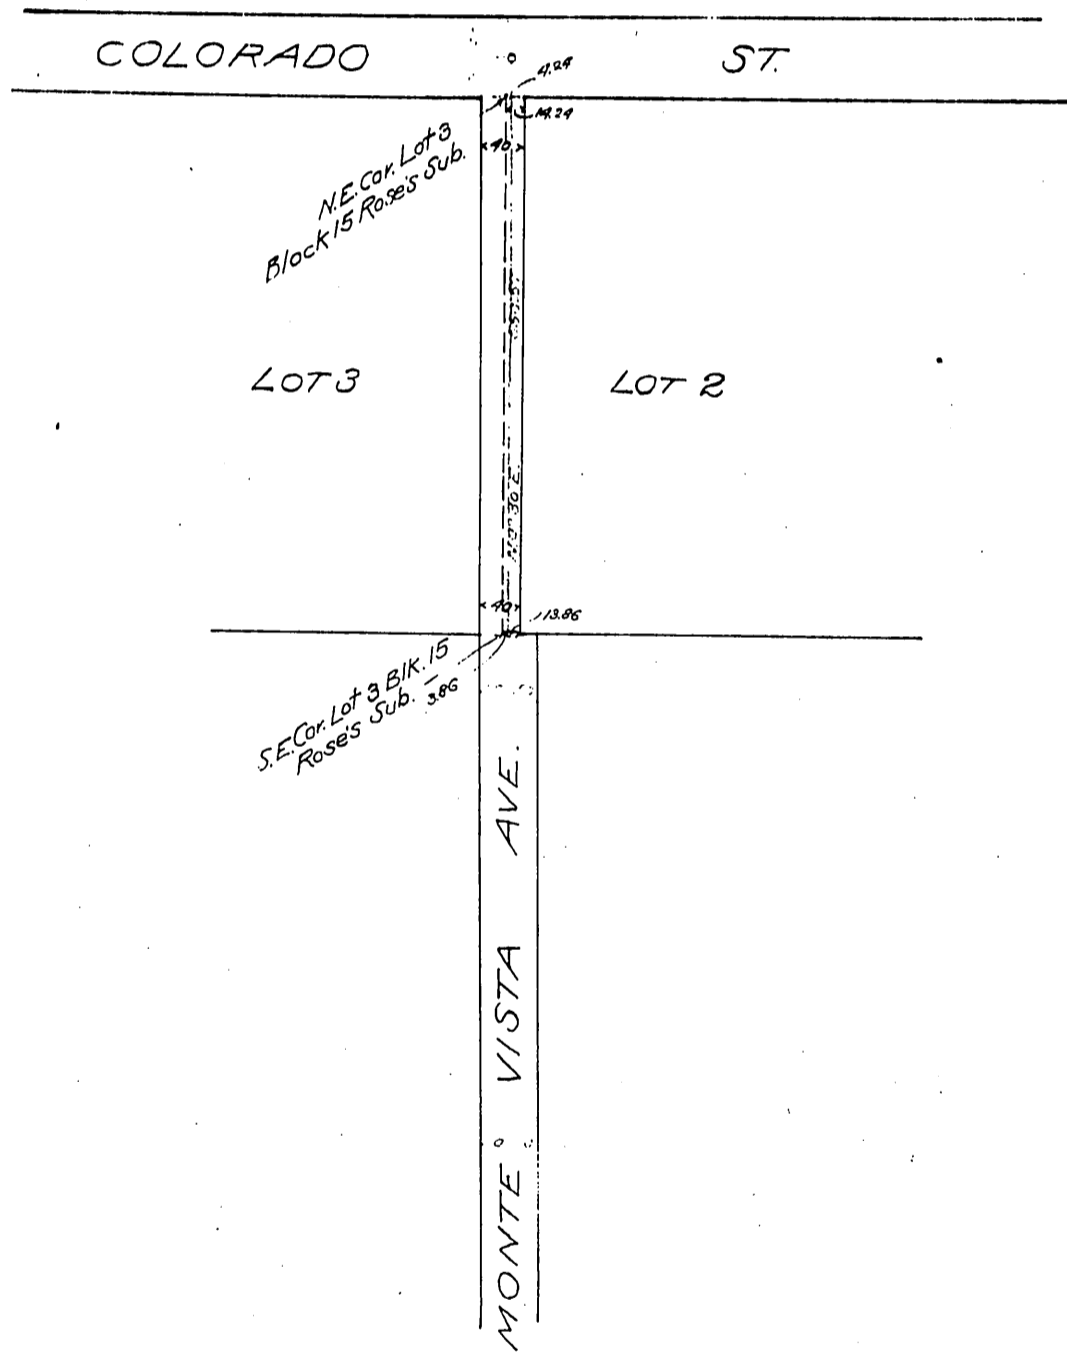 COLORADO ST.
4.24
14.24
40
N.E. Cor. Lot 3
Block 15 Rose's Sub.
LOT 3
LOT 2
40
13.86
S.E. Cor. Lot 3 Blk. 15
Rose's Sub.
3.86
MONTE VISTA AVE.